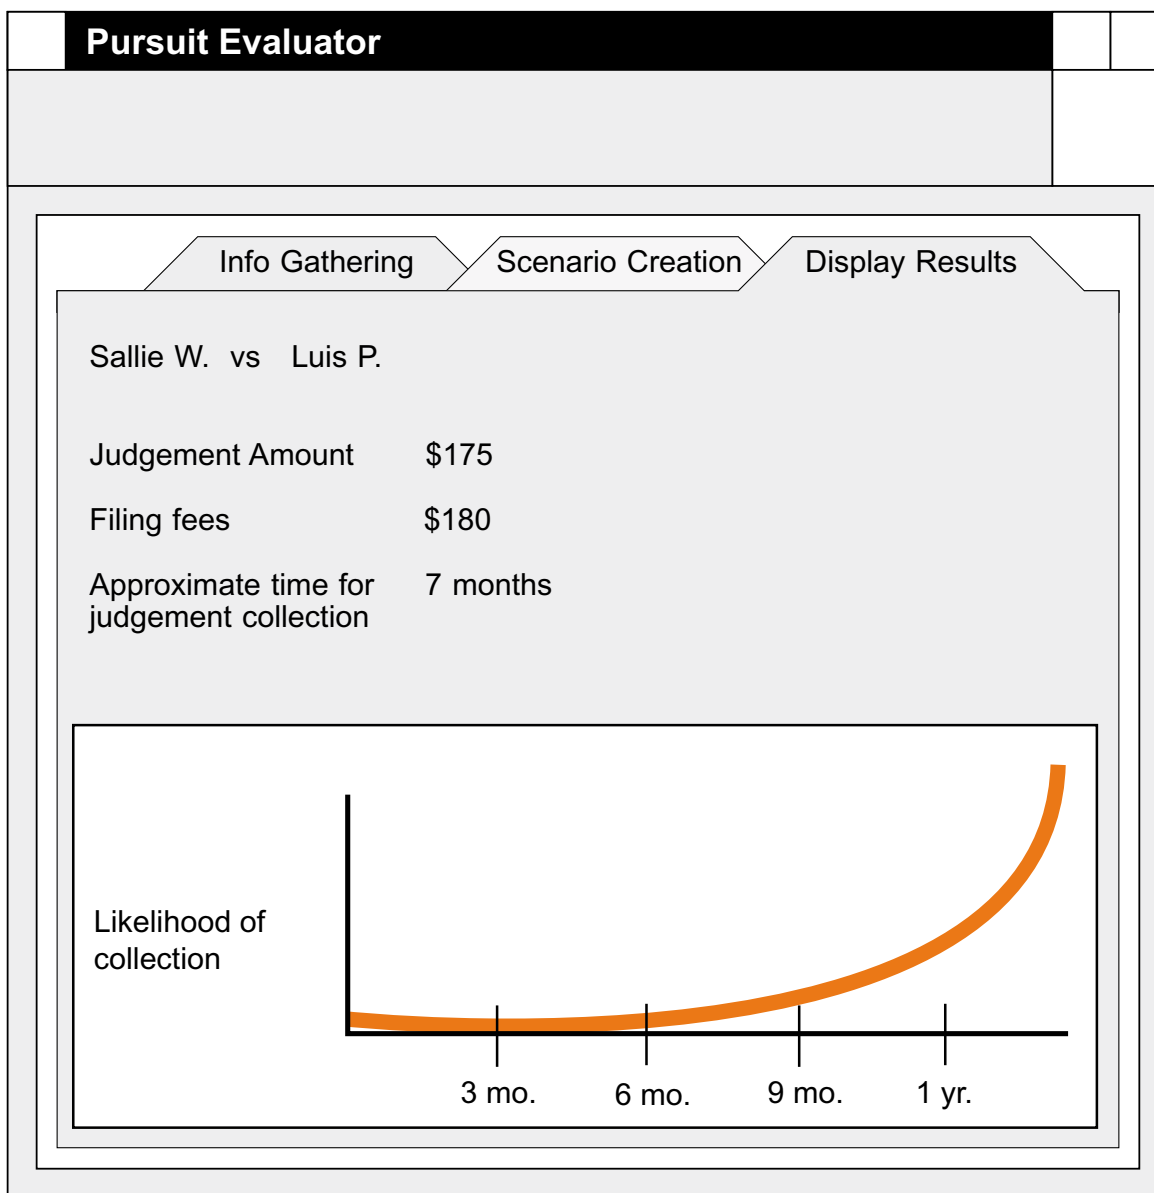 Pursuit Evaluator
Info Gathering
Scenario Creation
Display Results
Sallie W. vs Luis P.
Judgement Amount $175
Filing fees $180
Approximate time for 7 months
judgement collection
Likelihood of
collection
3 mo. 6 mo. 9 mo. 1 yr.